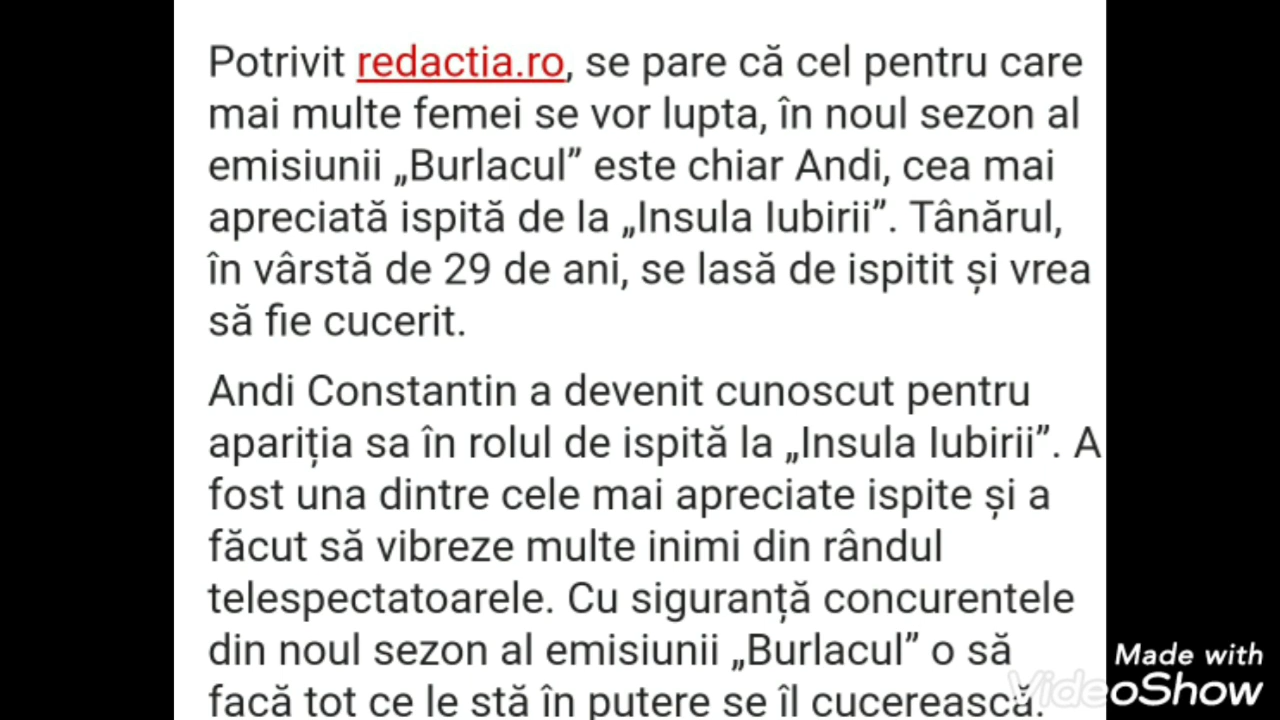 Potrivit redactia.ro, se pare că cel pentru care
mai multe femei se vor lupta, în noul sezon al
emisiunii „Burlacul” este chiar Andi, cea mai
apreciată ispită de la „Insula Iubirii”. Tânărul,
în vârstă de 29 de ani, se lasă de ispitit și vrea
să fie cucerit.
Andi Constantin a devenit cunoscut pentru
apariția sa în rolul de ispită la „Insula Iubirii”. A
fost una dintre cele mai apreciate ispite și a
făcut să vibreze multe inimi din rândul
telespectatoarele. Cu siguranță concurentele
din noul sezon al emisiunii „Burlacul” o să
facă tot ce le stă în putere se îl cucerească.
Made with
VideoShow